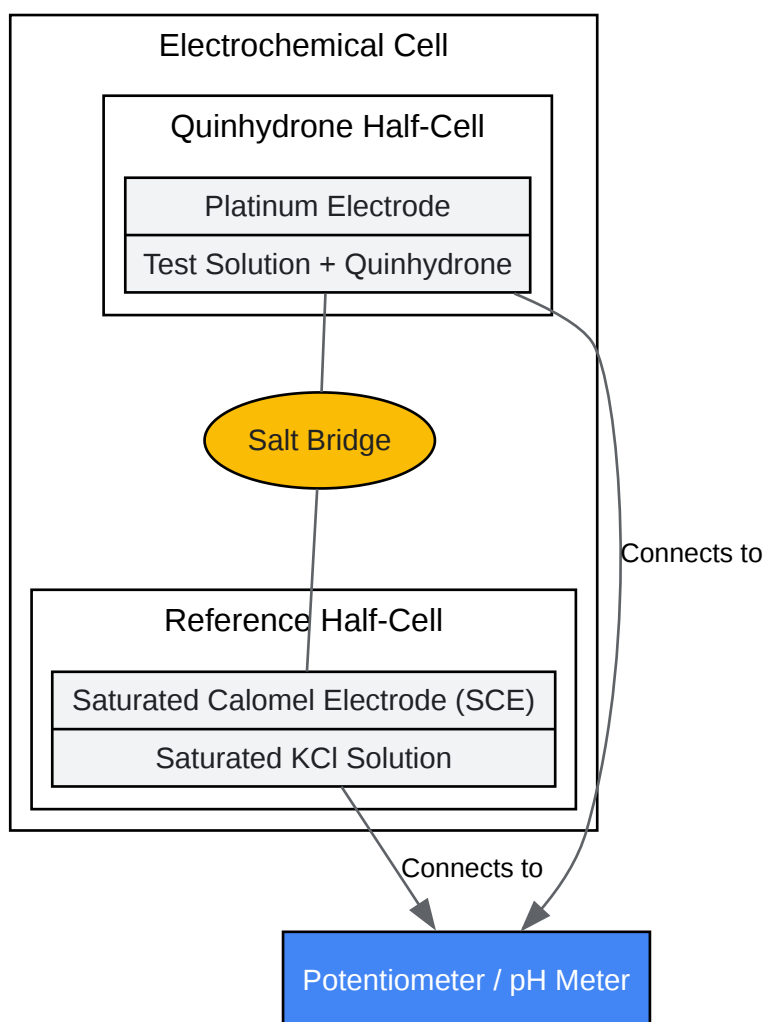 Electrochemical Cell
Quinhydrone Half-Cell
Platinum Electrode
Test Solution + Quinhydrone
Salt Bridge
Connects to
Reference Half-Cell
Saturated Calomel Electrode (SCE)
Saturated KCl Solution
Connects to
Potentiometer / pH Meter